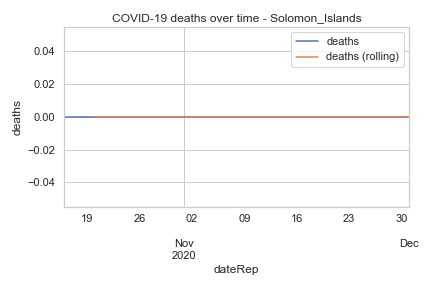 COVID-19 deaths over time - Solomon_Islands
deaths
deaths (rolling)
0.04
0.02
0.00
−0.02
−0.04
deaths
19 26 02 09 16 23 30
Nov Dec
2020
dateRep